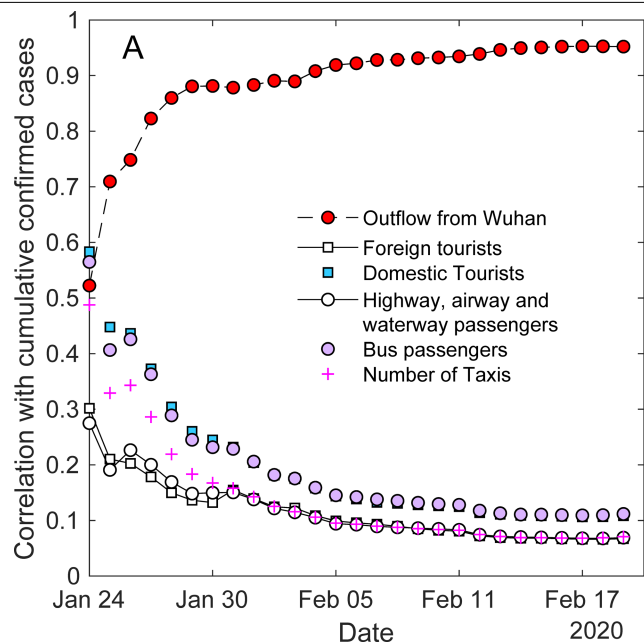 A
Correlation with cumulative confirmed cases
1
0.9
0.8
0.7
0.6
0.5
0.4
0.3
0.2
0.1
0
Outflow from Wuhan
Foreign tourists
Domestic Tourists
Highway, airway and
waterway passengers
Bus passengers
Number of Taxis
Jan 24
Jan 30
Feb 05
Feb 11
Feb 17
2020
Date